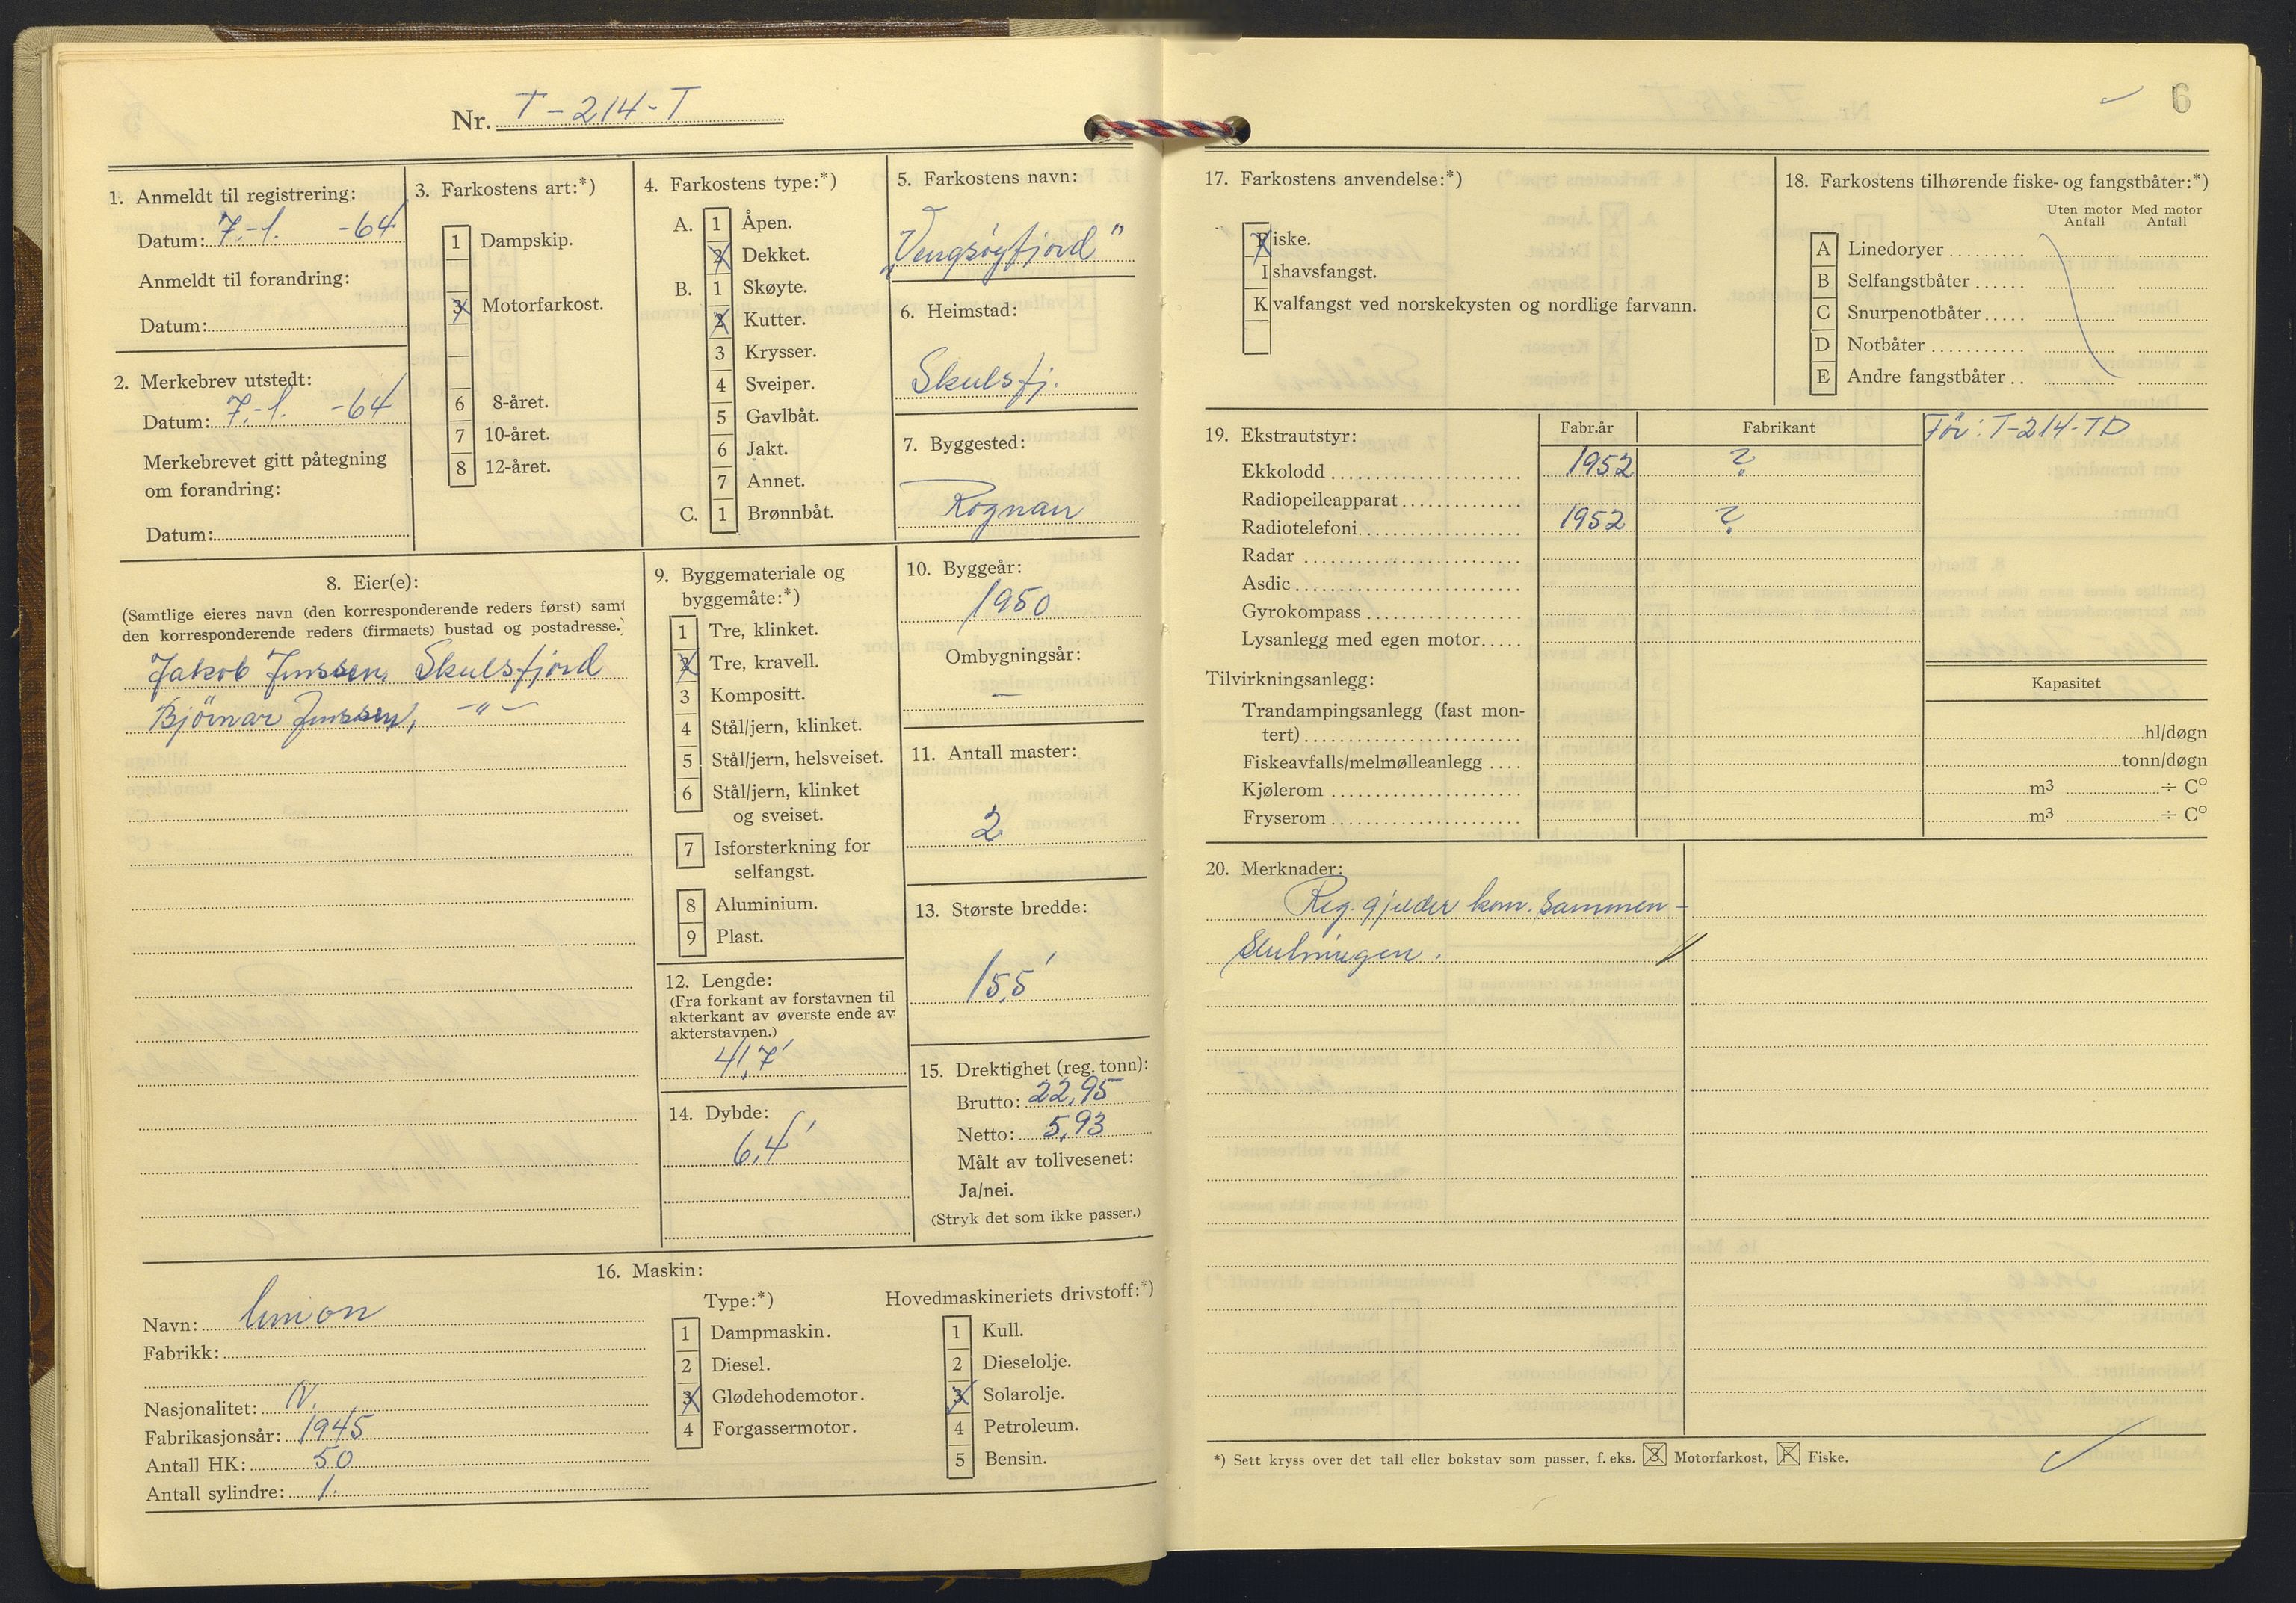 Nr. T-214-T
1. Anmeldt til registrering:
Datum: 7.-1. -64
Anmeldt til forandring:
Datum:
2. Merkebrev utstedt:
Datum: 7.-1. -64
Merkebrevet gitt påtegning
om forandring:
Datum:
3. Farkostens art:*)
1 Dampskip.
3 Motorfarkost.
6 8-året.
7 10-året.
8 12-året.
4. Farkostens type:*)
A. 1 Åpen.
2 Dekket.
B. 1 Skøyte.
2 Kutter.
3 Krysser.
4 Sveiper.
5 Gavlbåt.
6 Jakt.
7 Annet.
C. 1 Brønnbåt.
5. Farkostens navn:
„Vengsøyfjord"
6. Heimstad:
Skulsfj.
7. Byggested:
Rognan
8. Eier(e):
(Samtlige eieres navn (den korresponderende reders først) samt
den korresponderende reders (firmaets) bustad og postadresse.)
Jakob Jenssen, Skulsfjord
Bjørnar Jenssen, -"-
9. Byggemateriale og
byggemåte:*)
1 Tre, klinket.
2 Tre, kravell.
3 Kompositt.
4 Stål/jern, klinket.
5 Stål/jern, helsveiset.
6 Stål/jern, klinket
og sveiset.
7 Isforsterkning for
selfangst.
8 Aluminium.
9 Plast.
10. Byggeår:
1950
Ombygningsår:
—
11. Antall master:
2
12. Lengde:
(Fra forkant av forstavnen til
akterkant av øverste ende av
akterstavnen.)
41,7'
13. Største bredde:
15,5'
14. Dybde:
6,4'
15. Drektighet (reg. tonn):
Brutto: 22,95
Netto: 5,93
Målt av tollvesenet:
Ja/nei.
(Stryk det som ikke passer.)
16. Maskin:
Navn: Union
Fabrikk:
Nasjonalitet: N.
Fabrikasjonsår: 1945
Antall HK: 50
Antall sylindre: 1.
Type:*)
1 Dampmaskin.
2 Diesel.
3 Glødehodemotor.
4 Forgassermotor.
Hovedmaskineriets drivstoff:*)
1 Kull.
2 Dieselolje.
3 Solarolje.
4 Petroleum.
5 Bensin.
6
17. Farkostens anvendelse:*)
Fiske.
Ishavsfangst.
Kvalfangst ved norskekysten og nordlige farvann.
18. Farkostens tilhørende fiske- og fangstbåter:*)
Uten motor Med motor
Antall Antall
A Linedoryer
B Selfangstbåter
C Snurpenotbåter
D Notbåter
E Andre fangstbåter
19. Ekstrautstyr: Fabr.år Fabrikant
Før: T-214-TD
Ekkolodd 1952 ?
Radiopeileapparat
Radiotelefoni 1952 ?
Radar
Asdic
Gyrokompass
Lysanlegg med egen motor
Tilvirkningsanlegg: Kapasitet
Trandampingsanlegg (fast mon-
tert) hl/døgn
Fiskeavfalls/melmølleanlegg tonn/døgn
Kjølerom m³ ÷ C°
Fryserom m³ ÷ C°
20. Merknader:
Reg. gjelder kom. sammen-
slutningen.
*) Sett kryss over det tall eller bokstav som passer, f. eks. 3 Motorfarkost, F Fiske.